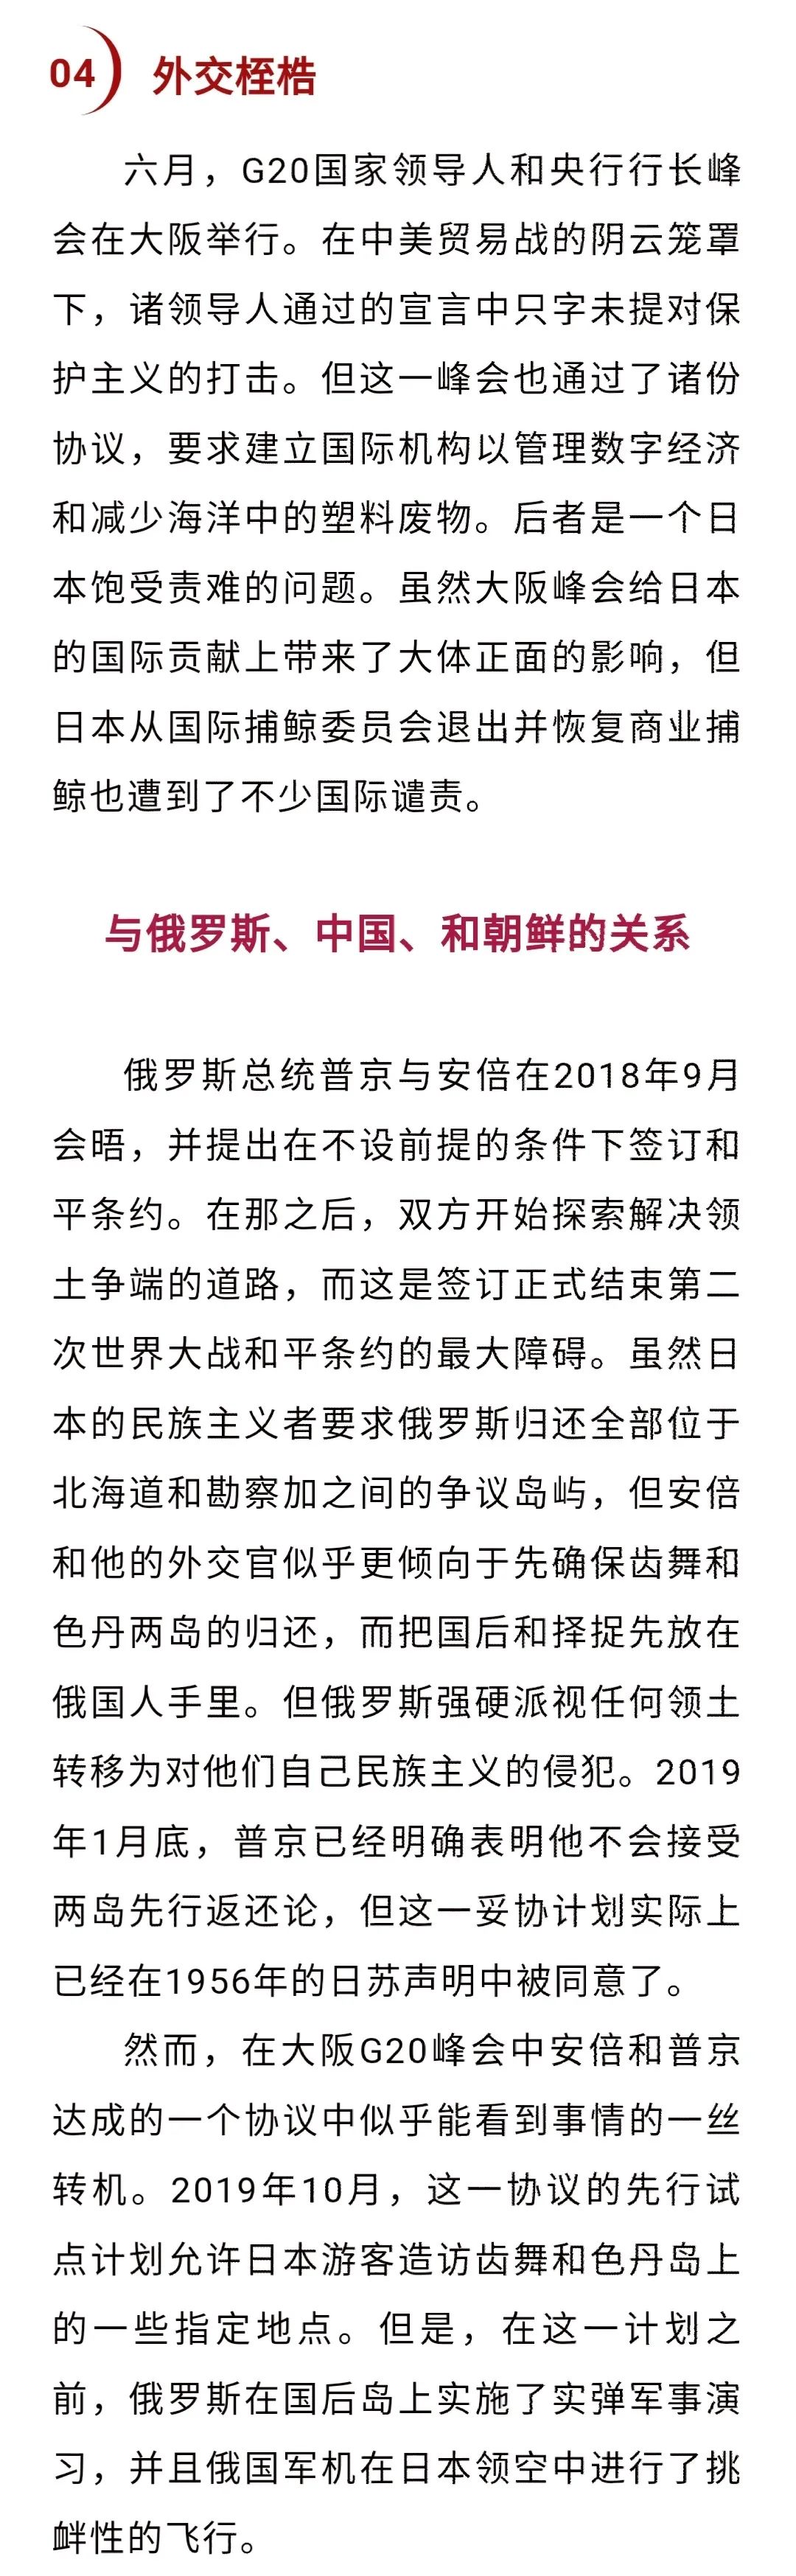 04 外交桎梏
六月，G20国家领导人和央行行长峰
会在大阪举行。在中美贸易战的阴云笼罩
下，诸领导人通过的宣言中只字未提对保
护主义的打击。但这一峰会也通过了诸份
协议，要求建立国际机构以管理数字经济
和减少海洋中的塑料废物。后者是一个日
本饱受责难的问题。虽然大阪峰会给日本
的国际贡献上带来了大体正面的影响，但
日本从国际捕鲸委员会退出并恢复商业捕
鲸也遭到了不少国际谴责。
与俄罗斯、中国、和朝鲜的关系
俄罗斯总统普京与安倍在2018年9月
会晤，并提出在不设前提的条件下签订和
平条约。在那之后，双方开始探索解决领
土争端的道路，而这是签订正式结束第二
次世界大战和平条约的最大障碍。虽然日
本的民族主义者要求俄罗斯归还全部位于
北海道和勘察加之间的争议岛屿，但安倍
和他的外交官似乎更倾向于先确保齿舞和
色丹两岛的归还，而把国后和择捉先放在
俄国人手里。但俄罗斯强硬派视任何领土
转移为对他们自己民族主义的侵犯。2019
年1月底，普京已经明确表明他不会接受
两岛先行返还论，但这一妥协计划实际上
已经在1956年的日苏声明中被同意了。
然而，在大阪G20峰会中安倍和普京
达成的一个协议中似乎能看到事情的一丝
转机。2019年10月，这一协议的先行试
点计划允许日本游客造访齿舞和色丹岛上
的一些指定地点。但是，在这一计划之
前，俄罗斯在国后岛上实施了实弹军事演
习，并且俄国军机在日本领空中进行了挑
衅性的飞行。